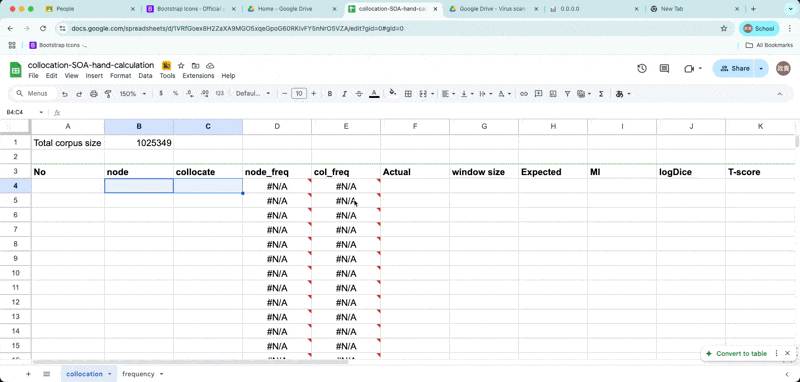 People
Bootstrap Icons · Official
Home - Google Drive
collocation-SOA-hand-calc
Google Drive - Virus scan
0.0.0.0
New Tab
docs.google.com/spreadsheets/d/1VRfGoex8H2ZaXA9MGO5xqeGpoG60RKivFY5nNrO5VZA/edit?gid=0#gid=0
School
Bootstrap Icons -...
All Bookmarks
collocation-SOA-hand-calculation
File Edit View Insert Format Data Tools Extensions Help
Share
Menus
150%
$ % .0 .00 123
Defaul...
10
B I
B4:C4
fx
A B C D E F G H I J K
1 Total corpus size 1025349
2
3 No node collocate node_freq col_freq Actual window size Expected MI logDice T-score
4 #N/A #N/A
5 #N/A #N/A
6 #N/A #N/A
7 #N/A #N/A
8 #N/A #N/A
9 #N/A #N/A
10 #N/A #N/A
11 #N/A #N/A
12 #N/A #N/A
13 #N/A #N/A
14 #N/A #N/A
15 #N/A #N/A
Convert to table
collocation
frequency